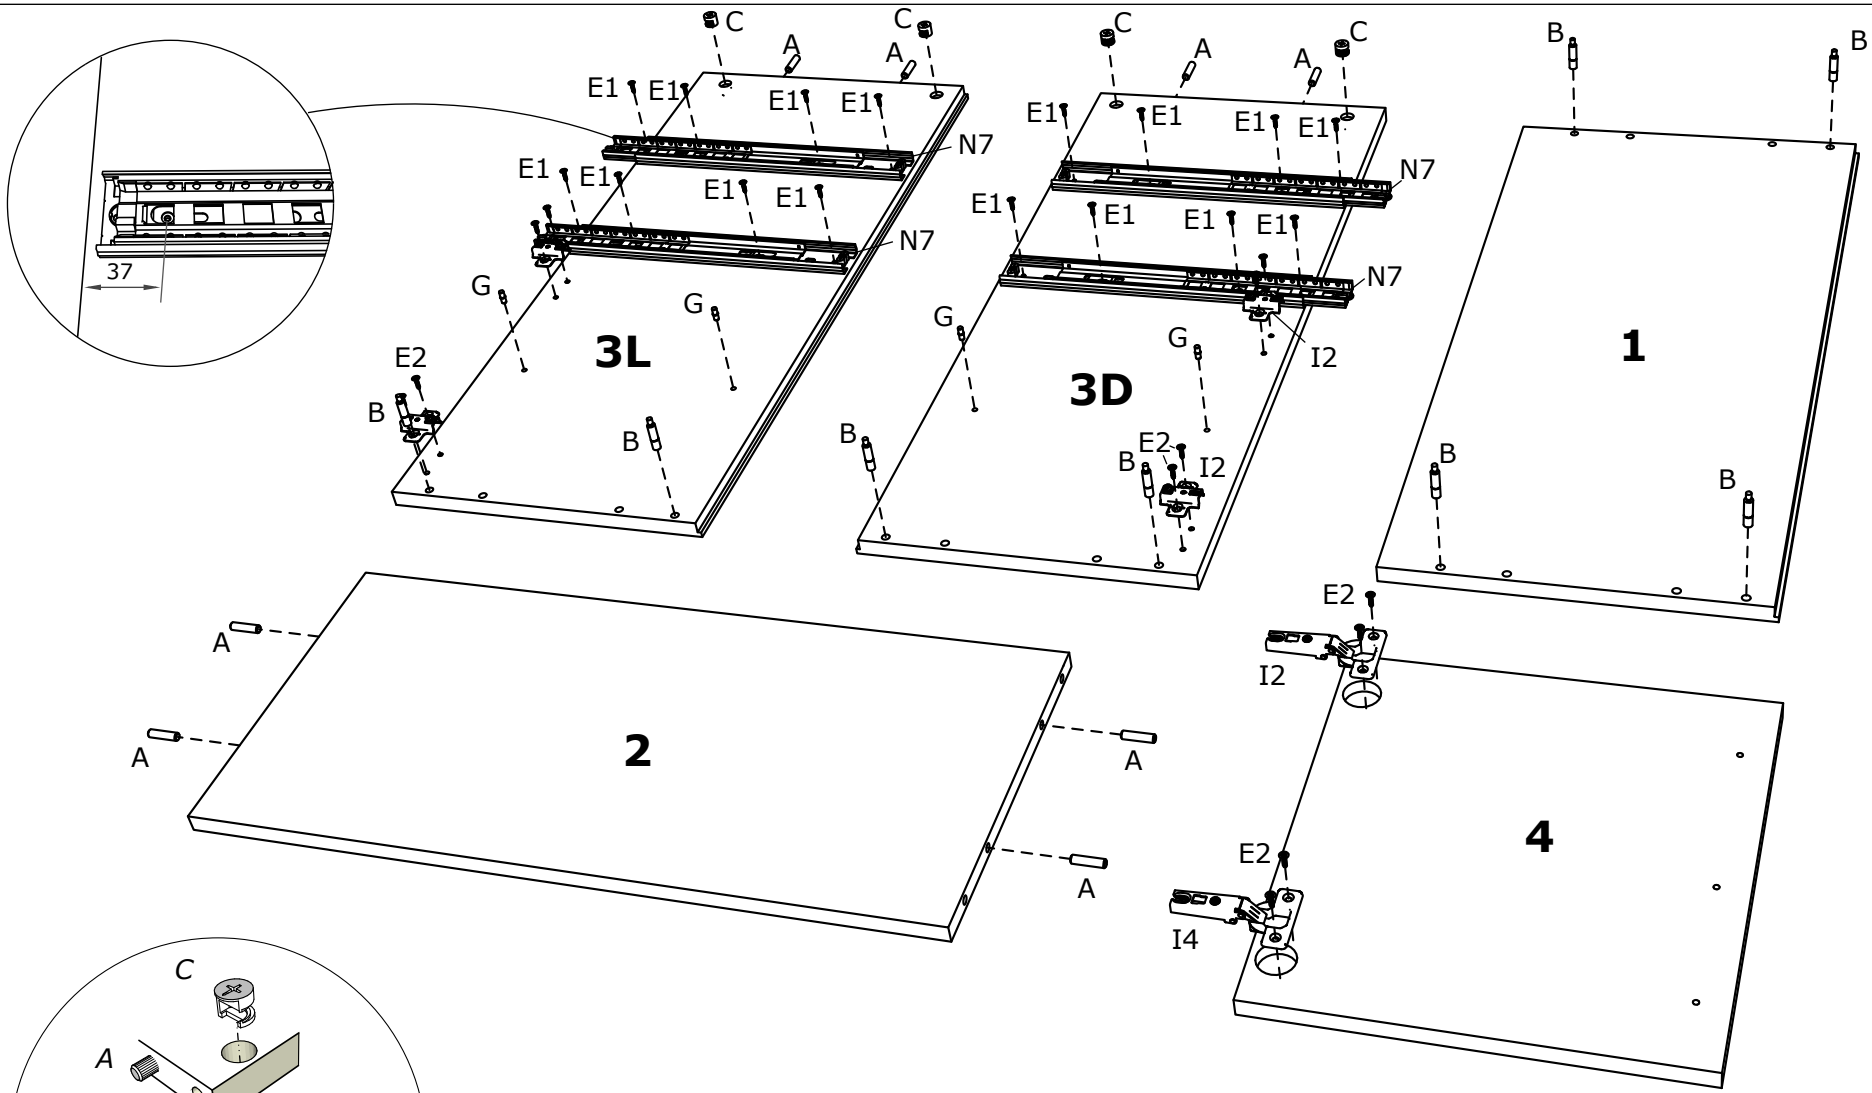 C C C C B B
A A A A
E1 E1 E1 E1 E1 E1 E1 E1
N7 N7
E1 E1 E1 E1 E1 E1 E1 E1
N7 N7
37
G G G G
3L 3D 1
I2
E2
B B B B B B
E2 I2
E2
A
I2
A A
2 4
E2
A
I4
C
A